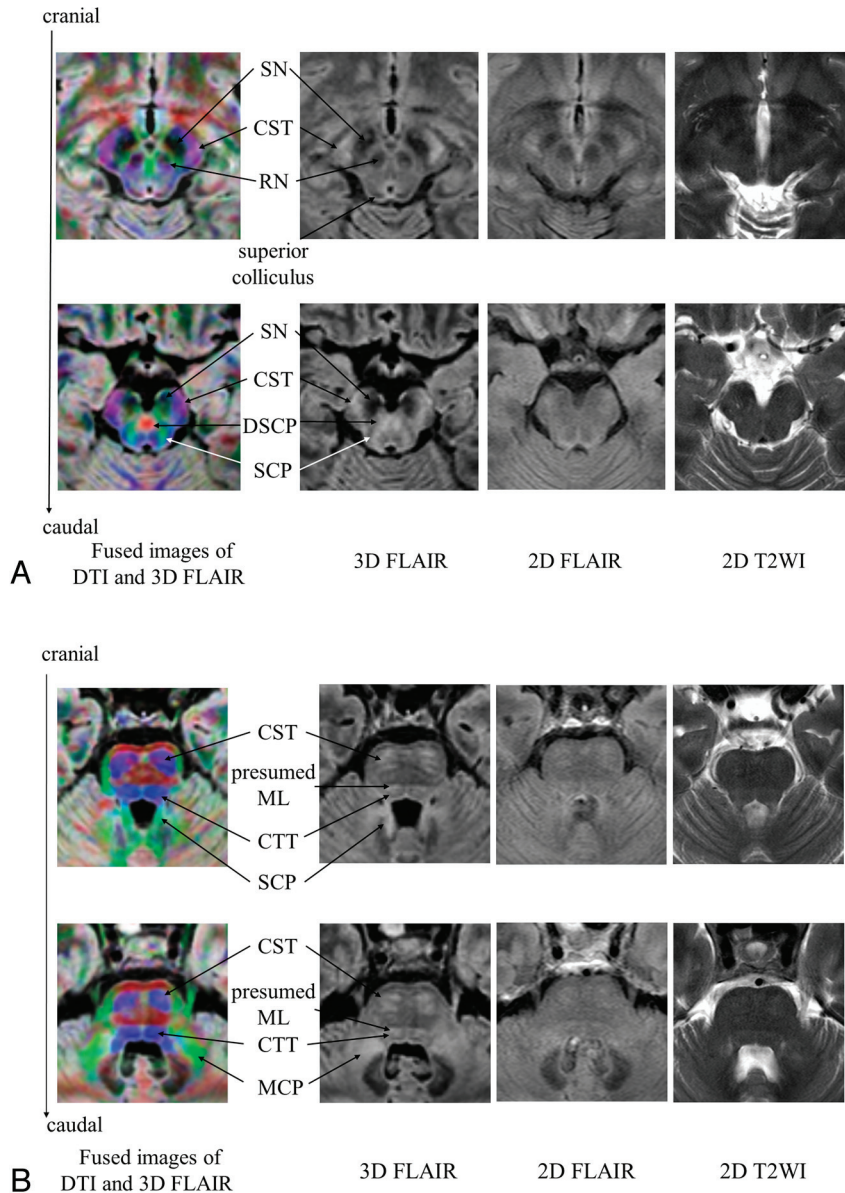 cranial
SN
CST
RN
superior
colliculus
SN
CST
DSCP
SCP
caudal
A
Fused images of
DTI and 3D FLAIR
3D FLAIR
2D FLAIR
2D T2WI
cranial
CST
presumed
ML
CTT
SCP
CST
presumed
ML
CTT
MCP
caudal
B
Fused images of
DTI and 3D FLAIR
3D FLAIR
2D FLAIR
2D T2WI